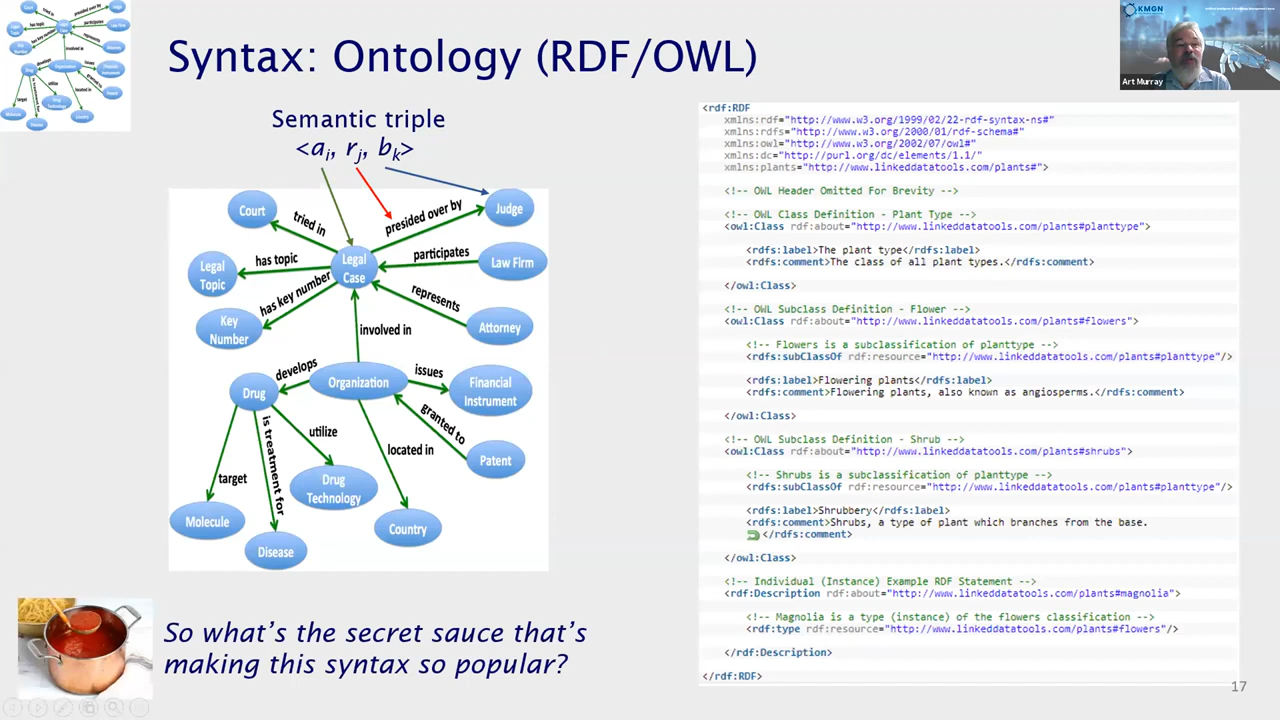 Syntax: Ontology (RDF/OWL)
KMGN
Art Murray
Semantic triple
<ai, rj, bk>
Court
tried in
presided over by
Judge
Legal
Topic
has topic
Legal
Case
participates
Law Firm
has key number
Key
Number
represents
Attorney
involved in
develops
Organization
issues
Financial
Instrument
Drug
granted to
utilize
is treatment for
located in
Patent
target
Drug
Technology
Molecule
Country
Disease
So what's the secret sauce that's
making this syntax so popular?
<rdf:RDF
xmlns:rdf="http://www.w3.org/1999/02/22-rdf-syntax-ns#"
xmlns:rdfs="http://www.w3.org/2000/01/rdf-schema#"
xmlns:owl="http://www.w3.org/2002/07/owl#"
xmlns:dc="http://purl.org/dc/elements/1.1/"
xmlns:plants="http://www.linkeddatatools.com/plants#">
<!-- OWL Header Omitted For Brevity -->
<!-- OWL Class Definition - Plant Type -->
<owl:Class rdf:about="http://www.linkeddatatools.com/plants#planttype">
<rdfs:label>The plant type</rdfs:label>
<rdfs:comment>The class of all plant types.</rdfs:comment>
</owl:Class>
<!-- OWL Subclass Definition - Flower -->
<owl:Class rdf:about="http://www.linkeddatatools.com/plants#flowers">
<!-- Flowers is a subclassification of planttype -->
<rdfs:subClassOf rdf:resource="http://www.linkeddatatools.com/plants#planttype"/>
<rdfs:label>Flowering plants</rdfs:label>
<rdfs:comment>Flowering plants, also known as angiosperms.</rdfs:comment>
</owl:Class>
<!-- OWL Subclass Definition - Shrub -->
<owl:Class rdf:about="http://www.linkeddatatools.com/plants#shrubs">
<!-- Shrubs is a subclassification of planttype -->
<rdfs:subClassOf rdf:resource="http://www.linkeddatatools.com/plants#planttype"/>
<rdfs:label>Shrubbery</rdfs:label>
<rdfs:comment>Shrubs, a type of plant which branches from the base.
</rdfs:comment>
</owl:Class>
<!-- Individual (Instance) Example RDF Statement -->
<rdf:Description rdf:about="http://www.linkeddatatools.com/plants#magnolia">
<!-- Magnolia is a type (instance) of the flowers classification -->
<rdf:type rdf:resource="http://www.linkeddatatools.com/plants#flowers"/>
</rdf:Description>
</rdf:RDF>
17